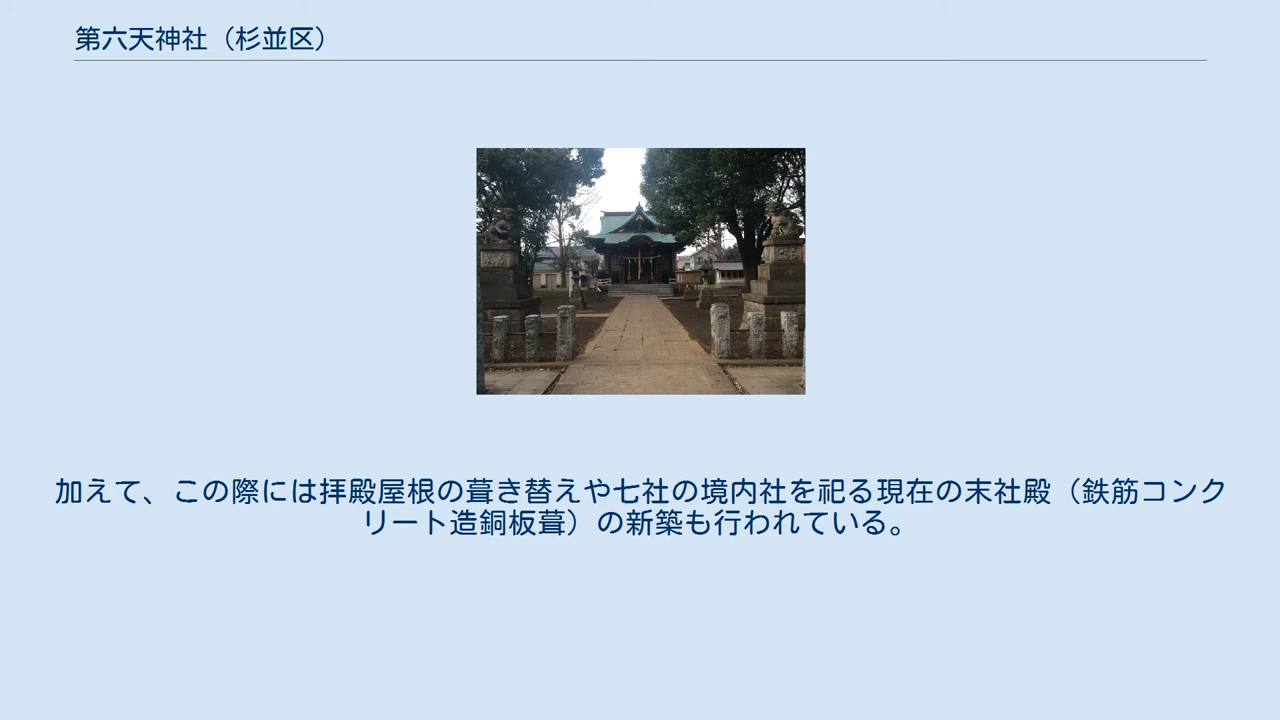 第六天神社（杉並区）
加えて、この際には拝殿屋根の葺き替えや七社の境内社を祀る現在の末社殿（鉄筋コンク
リート造銅板葺）の新築も行われている。